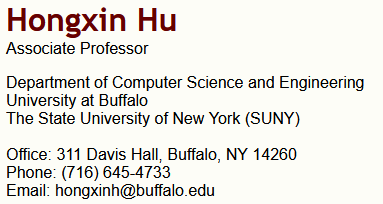 Hongxin Hu
Associate Professor
Department of Computer Science and Engineering
University at Buffalo
The State University of New York (SUNY)
Office: 311 Davis Hall, Buffalo, NY 14260
Phone: (716) 645-4733
Email: hongxinh@buffalo.edu